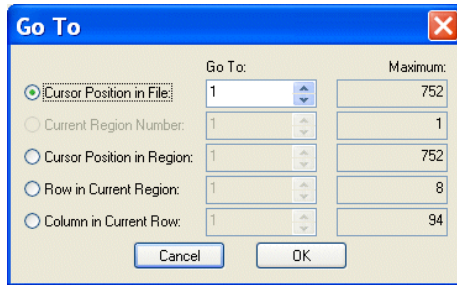 Go To
Go To: Maximum:
Cursor Position in File: 1 752
Current Region Number: 1 1
Cursor Position in Region: 1 752
Row in Current Region: 1 8
Column in Current Row: 1 94
Cancel OK